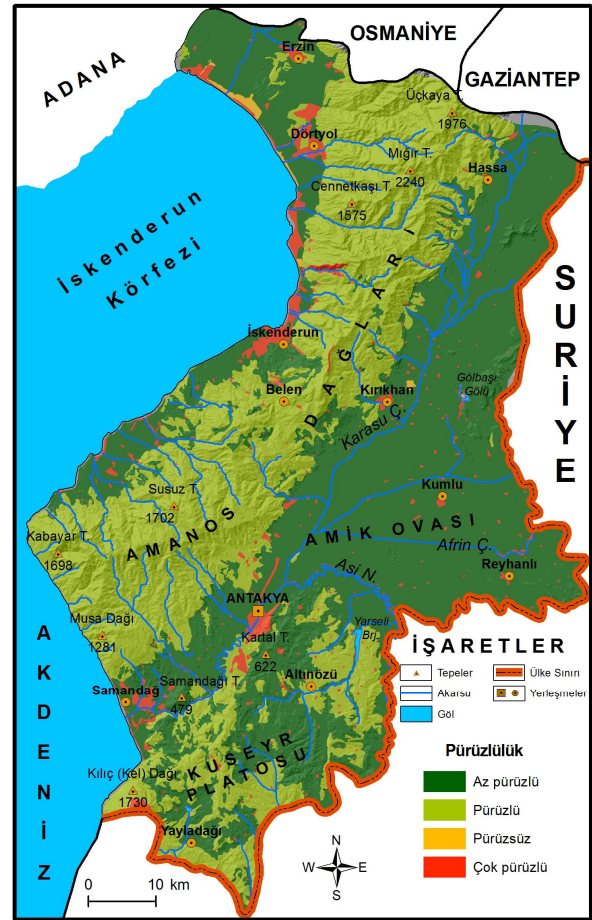 ADANA
OSMANİYE
GAZİANTEP
Erzin
Üçkaya T.
1976
Dörtyol
Mığır T.
2240
Hassa
Cennetkaşı T.
1575
İskenderun
Körfezi
SURİYE
İskenderun
Belen
Kırıkhan
Gölbaşı
Gölü
Karasu Ç.
AMANOS DAĞLARI
Susuz T.
1702
Kumlu
Kabayar T.
1698
AMİK OVASI
Afrin Ç.
Asi N.
Reyhanlı
ANTAKYA
Musa Dağı
1281
Kartal T.
622
Yarseli
Brj.
Samandağ
Samandağı T.
479
Altınözü
AKDENİZ
KUSEYR
PLATOSU
Kılıç (Kel) Dağı
1730
Yayladağı
0 10 km
N
W E
S
İŞARETLER
Tepeler
Ülke Sınırı
Akarsu
Yerleşmeler
Göl
Pürüzlülük
Az pürüzlü
Pürüzlü
Pürüzsüz
Çok pürüzlü